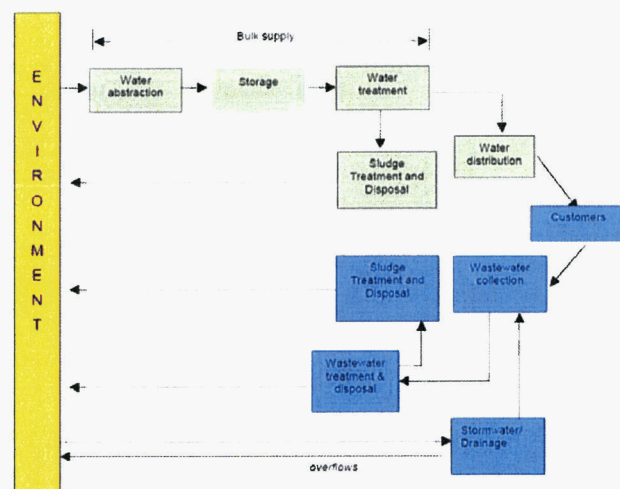 Bulk supply
ENVIRONMENT
Water
abstraction
Storage
Water
treatment
Sludge
Treatment and
Disposal
Water
distribution
Customers
Sludge
Treatment and
Disposal
Wastewater
collection
Wastewater
treatment &
disposal
Stormwater/
Drainage
overflows